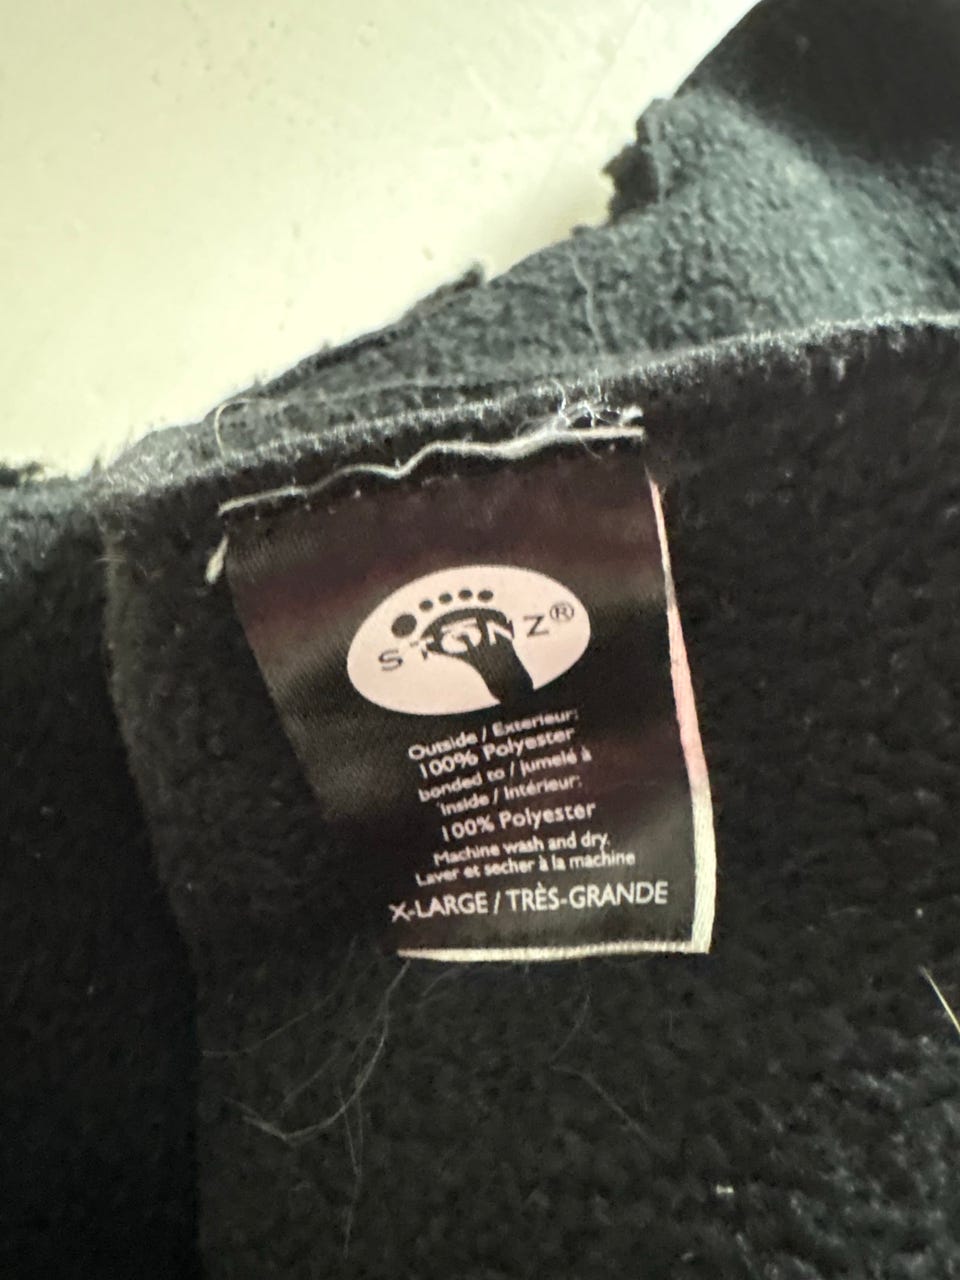 STONZ®
Outside / Exterieur:
100% Polyester
bonded to / jumelé à
Inside / Intérieur:
100% Polyester
Machine wash and dry.
Laver et secher à la machine
X-LARGE / TRÈS-GRANDE